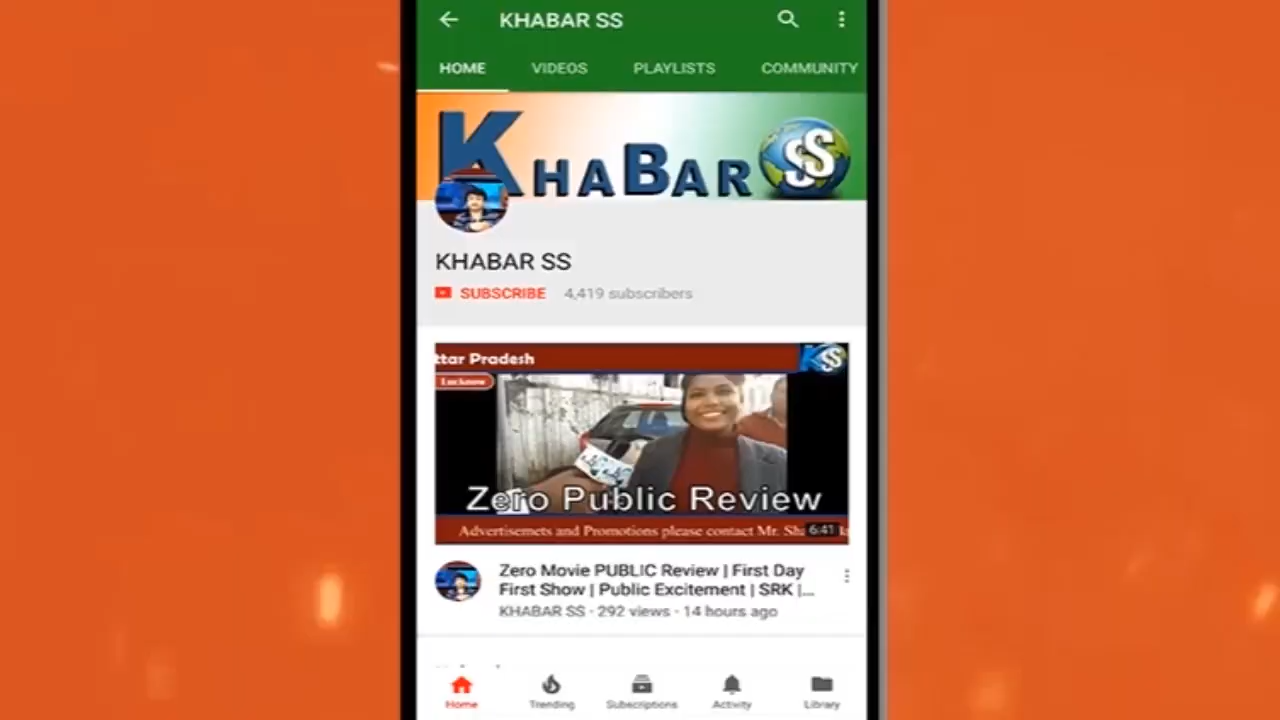 KHABAR SS
HOME VIDEOS PLAYLISTS COMMUNITY
KHABAR SS
KHABAR SS
SUBSCRIBE 4,419 subscribers
ttar Pradesh
KSS
Lucknow
Zero Public Review
Advertisemets and Promotions please contact Mr.
6:41
Zero Movie PUBLIC Review | First Day
First Show | Public Excitement | SRK |...
KHABAR SS · 292 views · 14 hours ago
Home Trending Subscriptions Activity Library